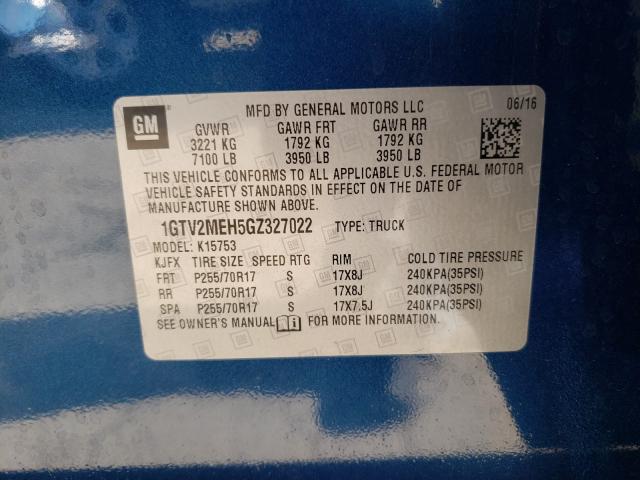 GM
MFD BY GENERAL MOTORS LLC 06/16
GVWR GAWR FRT GAWR RR
3221 KG 1792 KG 1792 KG
7100 LB 3950 LB 3950 LB
THIS VEHICLE CONFORMS TO ALL APPLICABLE U.S. FEDERAL MOTOR
VEHICLE SAFETY STANDARDS IN EFFECT ON THE DATE OF
MANUFACTURE SHOWN ABOVE.
1GTV2MEH5GZ327022 TYPE: TRUCK
MODEL: K15753
KJFX TIRE SIZE SPEED RTG RIM COLD TIRE PRESSURE
FRT P255/70R17 S 17X8J 240KPA(35PSI)
RR P255/70R17 S 17X8J 240KPA(35PSI)
SPA P255/70R17 S 17X7.5J 240KPA(35PSI)
SEE OWNER'S MANUAL FOR MORE INFORMATION.